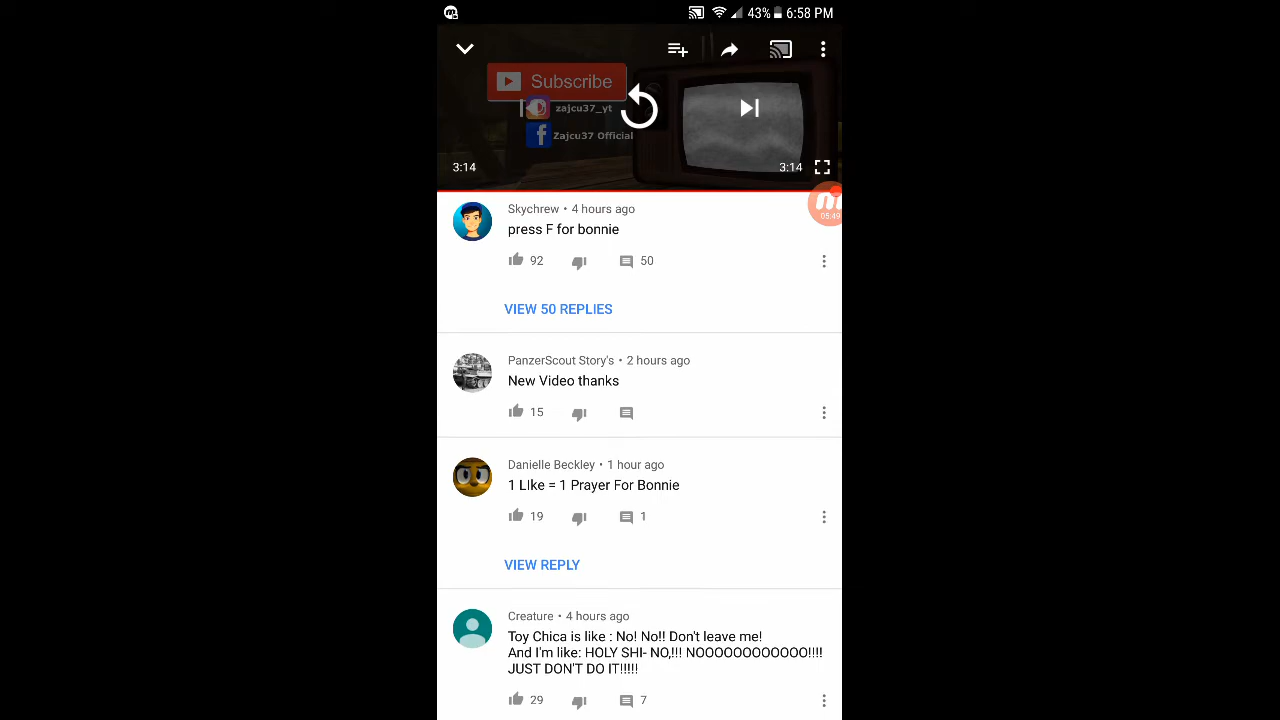 43% 6:58 PM
Subscribe
zajcu37_yt
Zajcu37 Official
3:14 3:14
05:49
Skychrew • 4 hours ago
press F for bonnie
92 50
VIEW 50 REPLIES
PanzerScout Story's • 2 hours ago
New Video thanks
15
Danielle Beckley • 1 hour ago
1 LIke = 1 Prayer For Bonnie
19 1
VIEW REPLY
Creature • 4 hours ago
Toy Chica is like : No! No!! Don't leave me!
And I'm like: HOLY SHI- NO,!!! NOOOOOOOOOOOO!!!!
JUST DON'T DO IT!!!!!
29 7